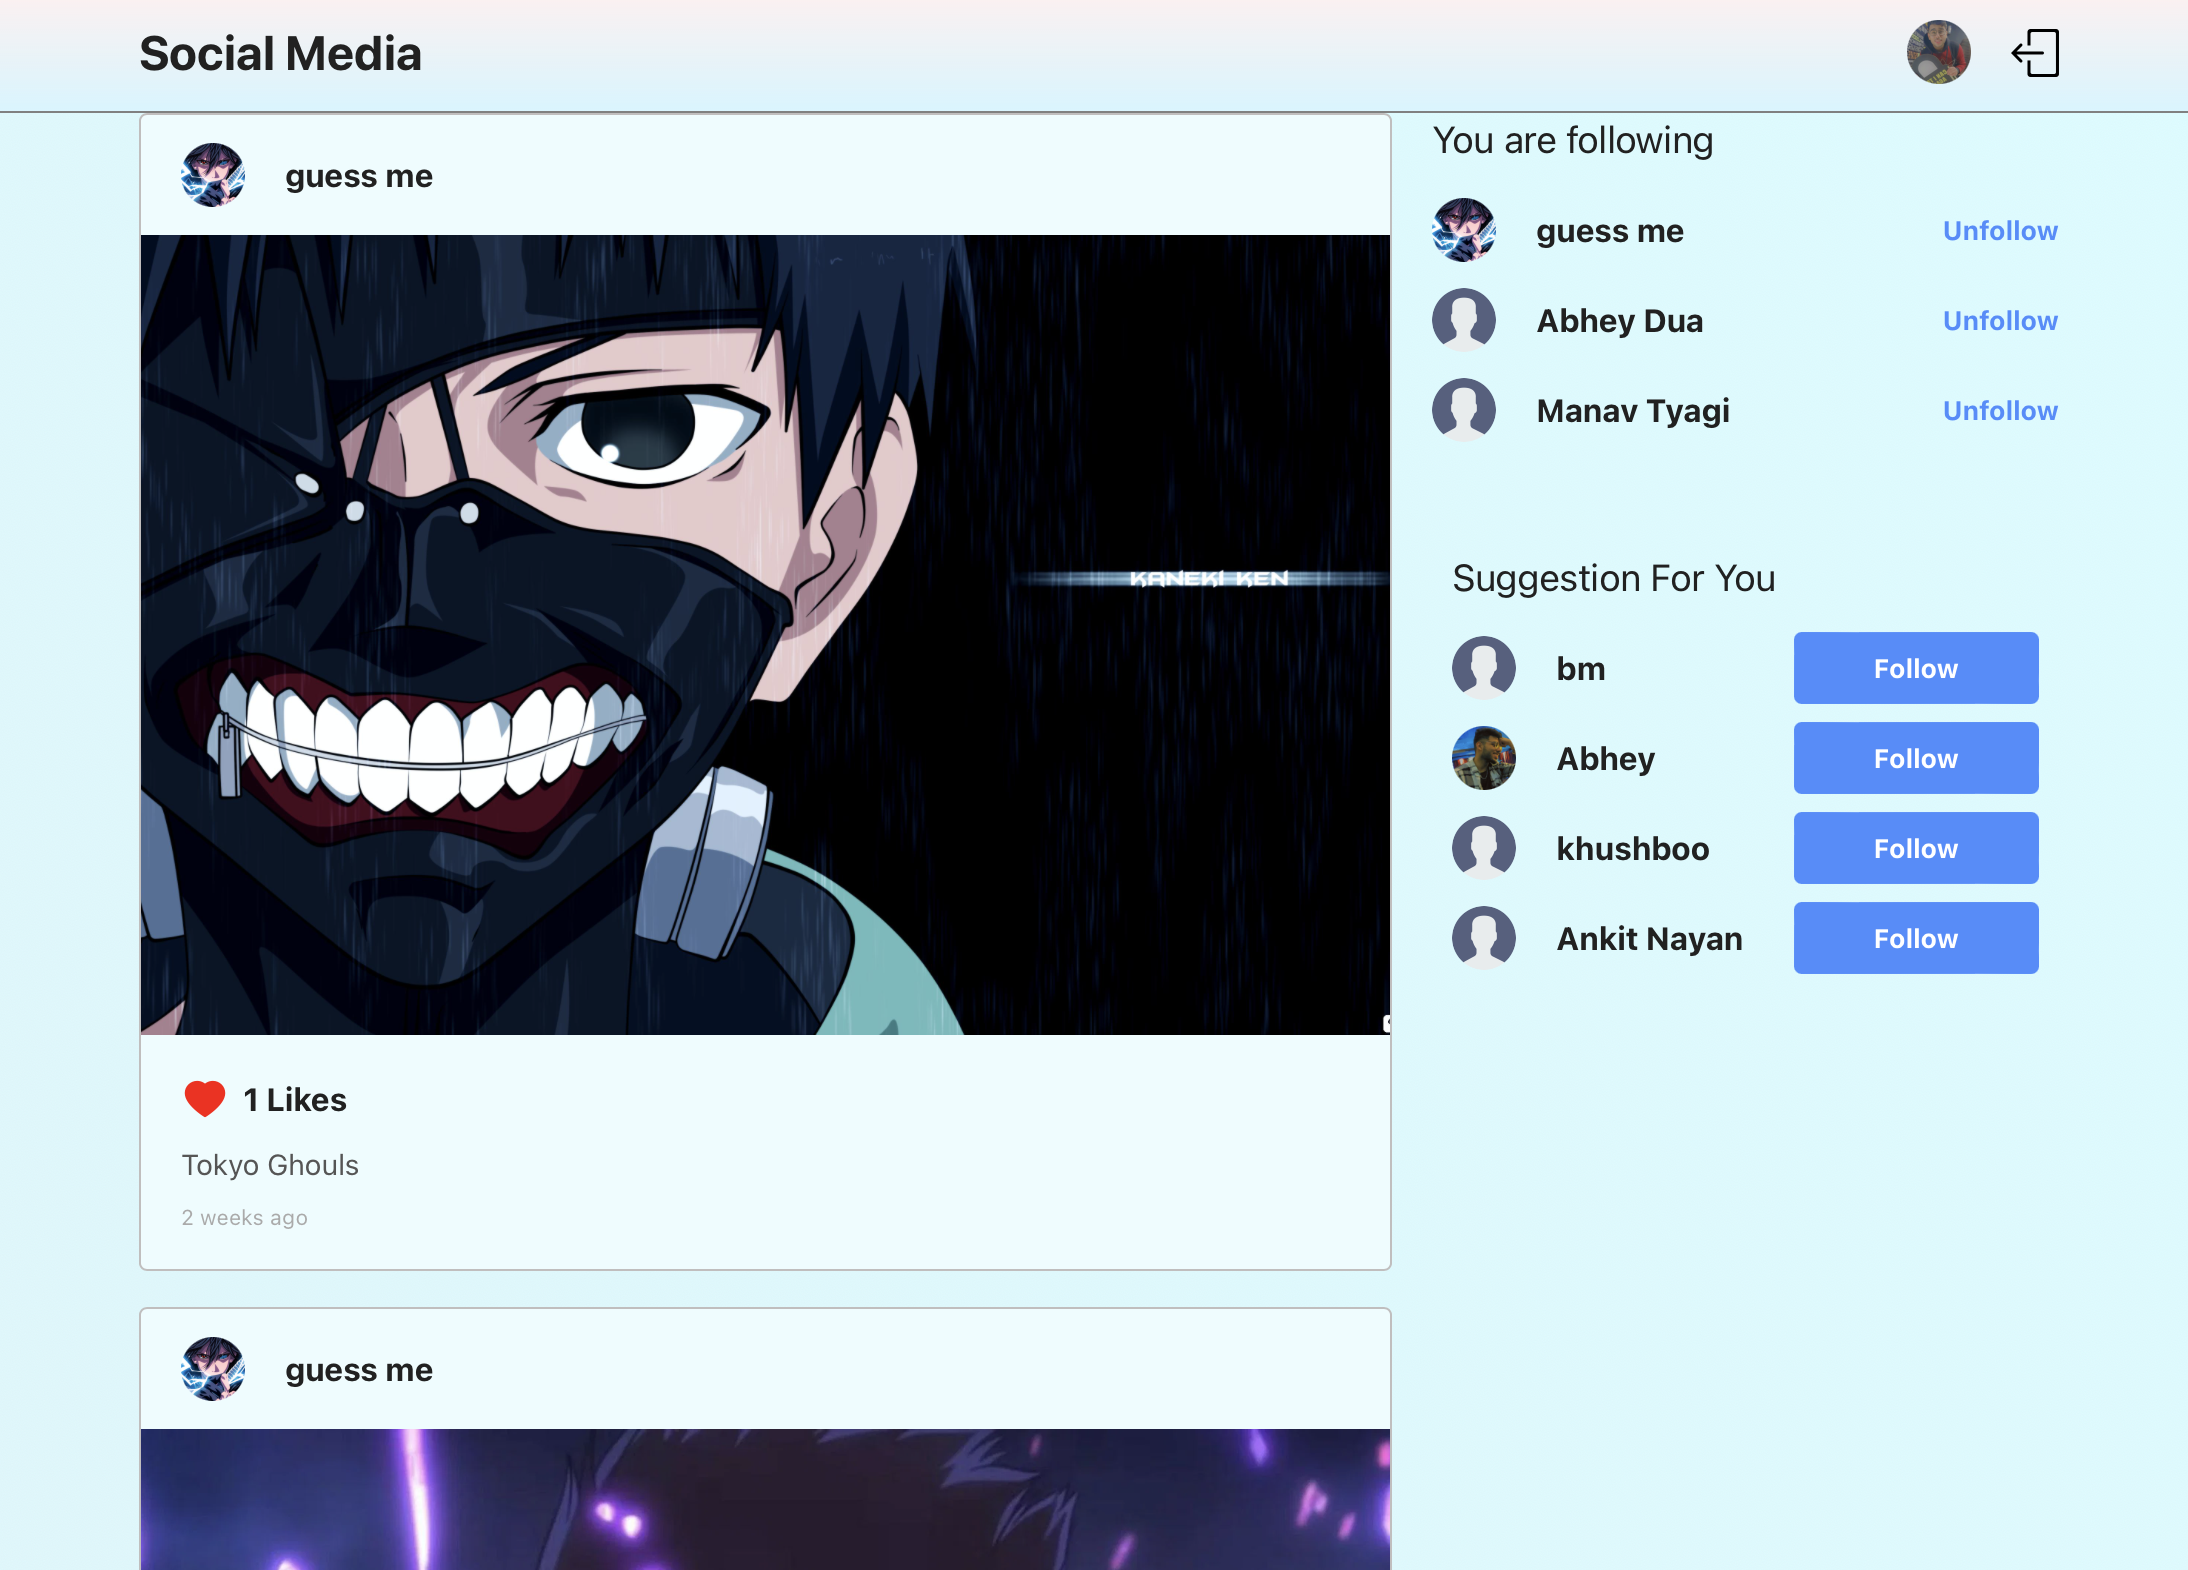 Social Media
guess me
KANEKI KEN
1 Likes
Tokyo Ghouls
2 weeks ago
guess me
You are following
guess me
Unfollow
Abhey Dua
Unfollow
Manav Tyagi
Unfollow
Suggestion For You
bm
Follow
Abhey
Follow
khushboo
Follow
Ankit Nayan
Follow